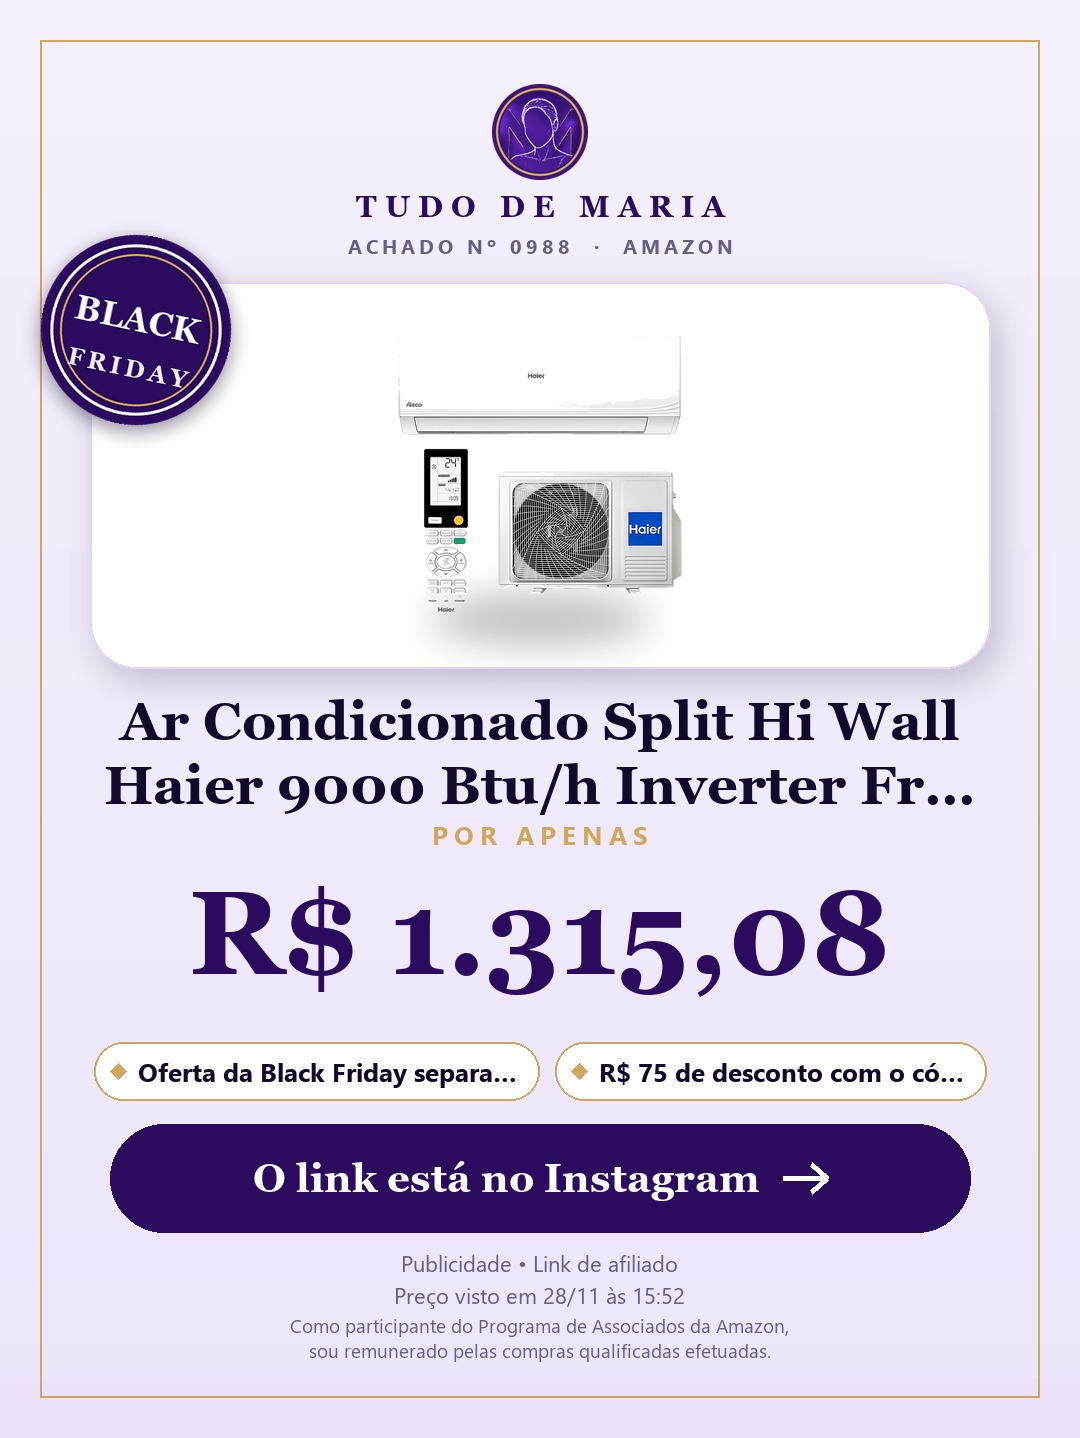 TUDO DE MARIA
ACHADO Nº 0988 · AMAZON
BLACK
FRIDAY
Haier
24°
Haier
Haier
Ar Condicionado Split Hi Wall
Haier 9000 Btu/h Inverter Fr...
POR APENAS
R$ 1.315,08
Oferta da Black Friday separa...
R$ 75 de desconto com o có...
O link está no Instagram →
Publicidade • Link de afiliado
Preço visto em 28/11 às 15:52
Como participante do Programa de Associados da Amazon,
sou remunerado pelas compras qualificadas efetuadas.